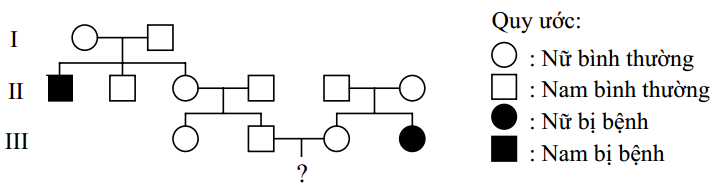 Quy ước:
I
: Nữ bình thường
II
: Nam bình thường
: Nữ bị bệnh
III
: Nam bị bệnh
?